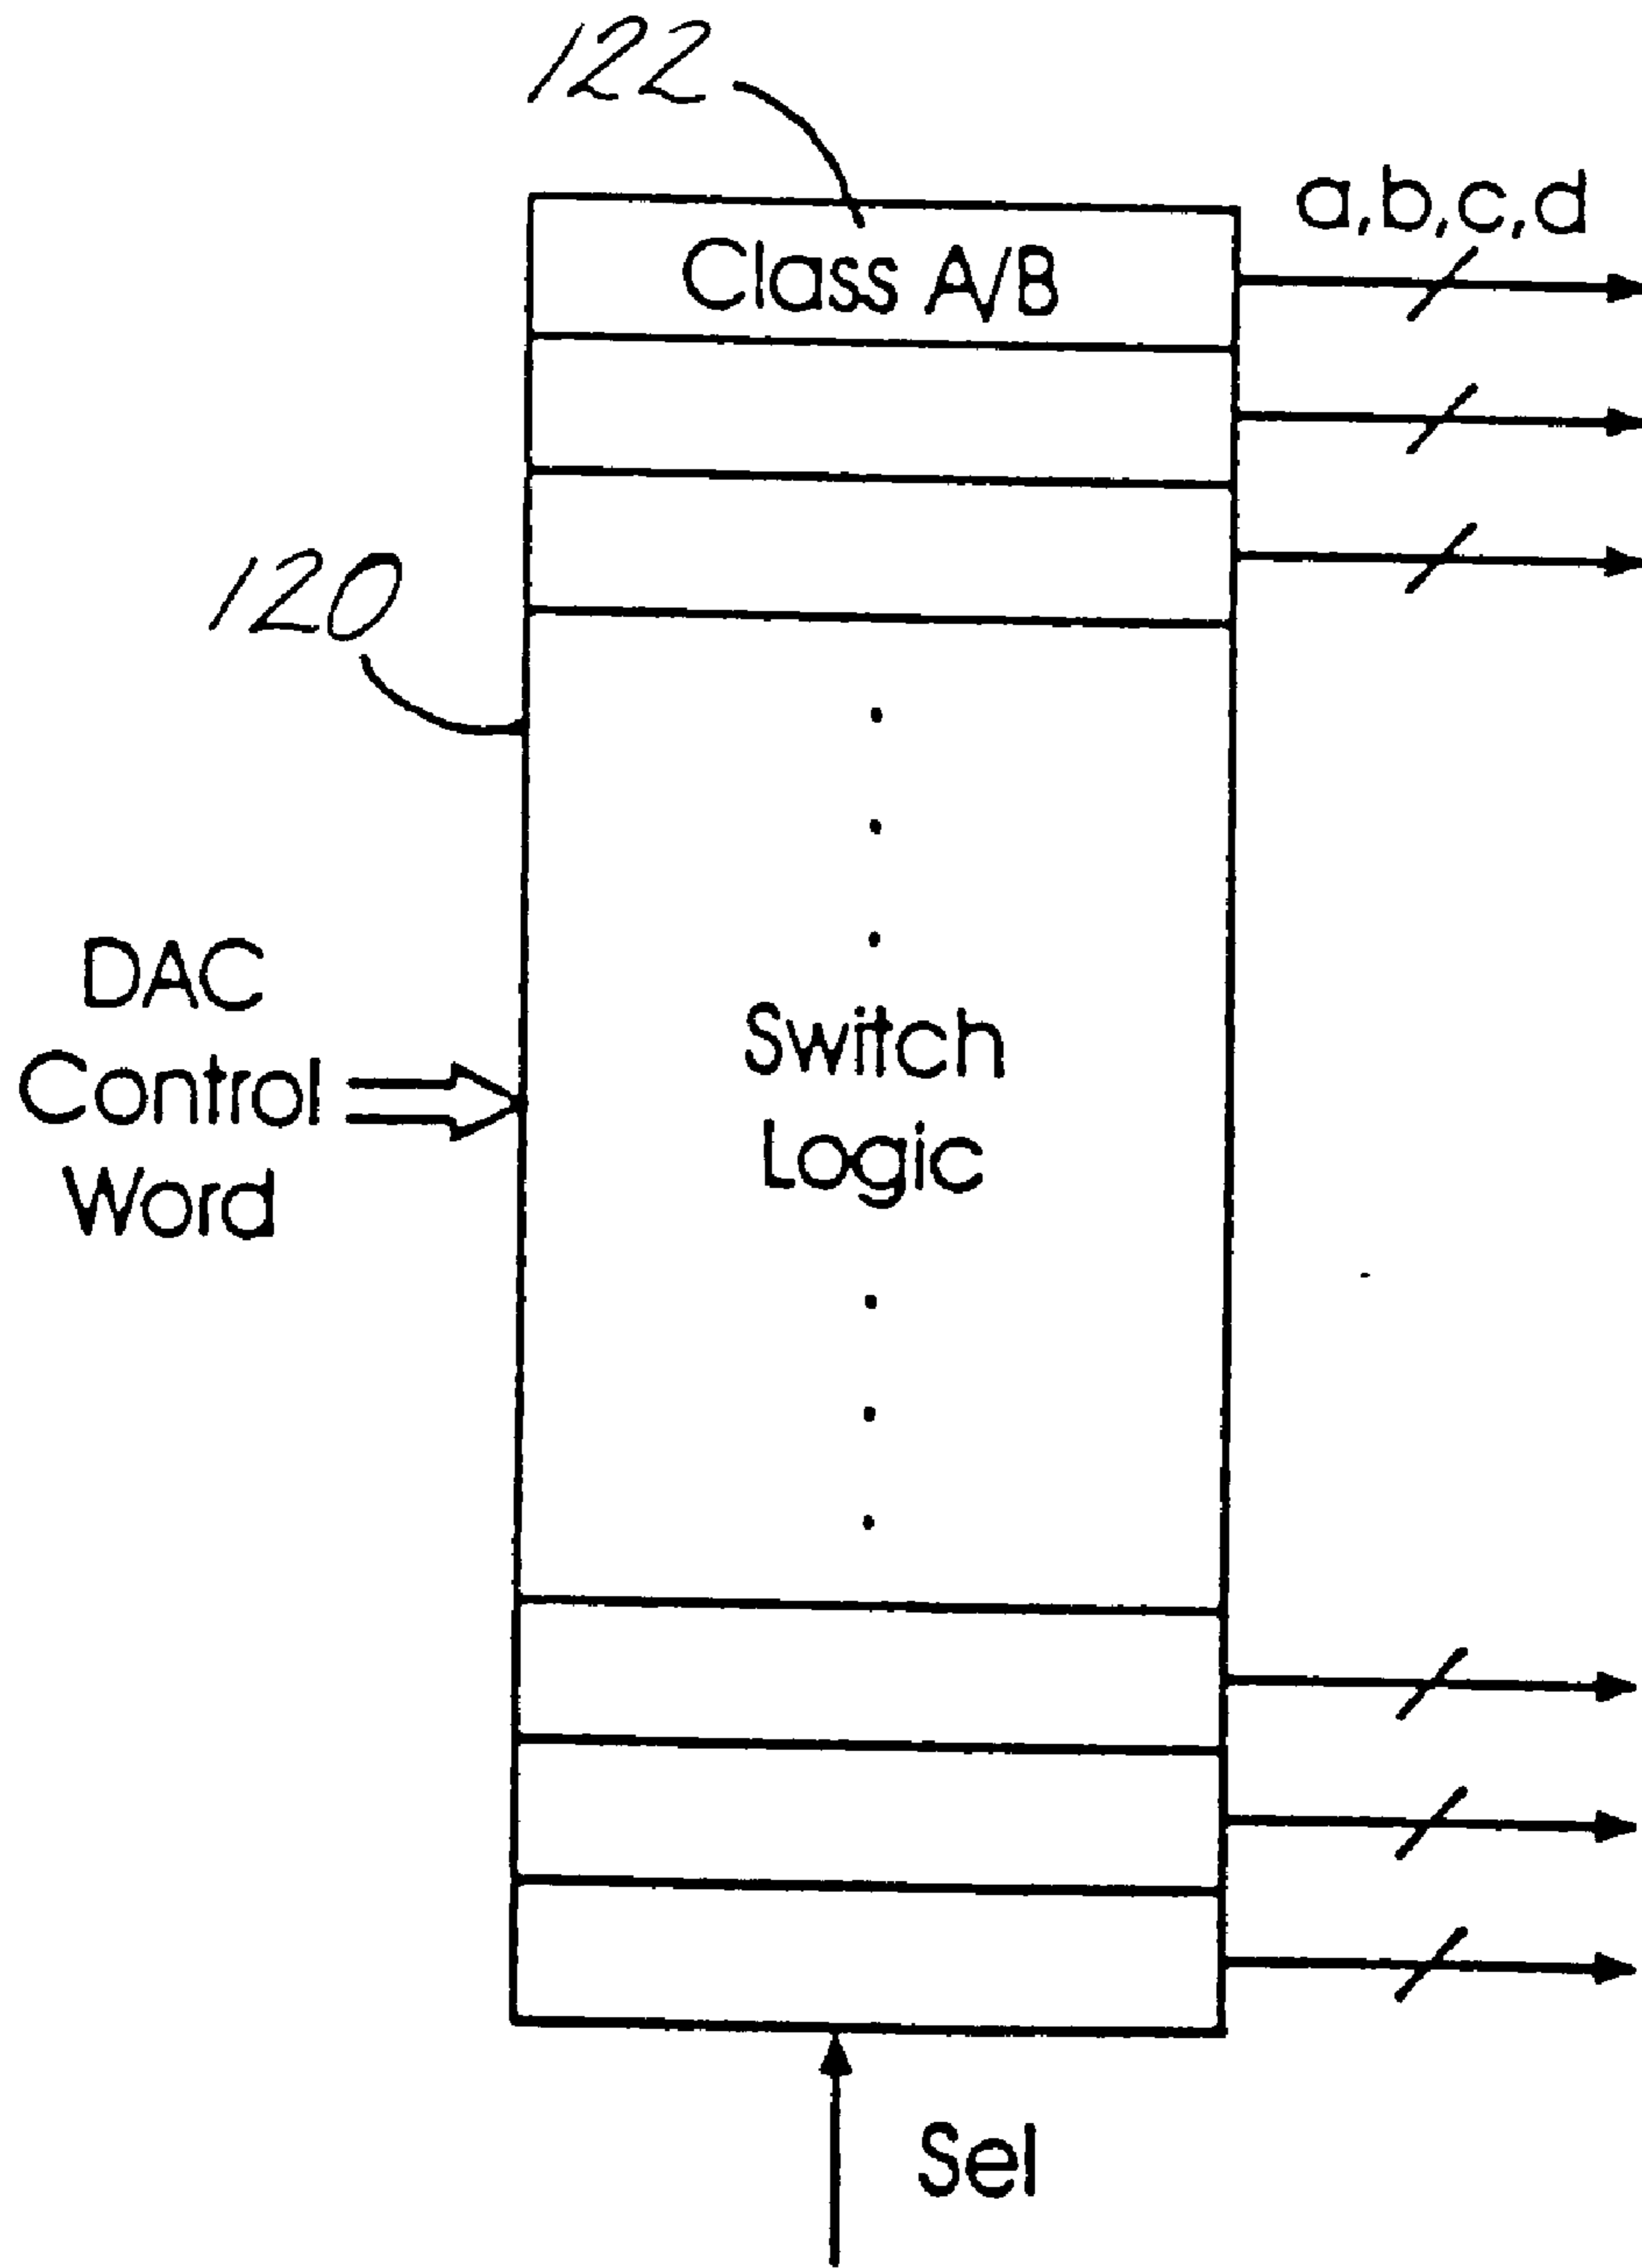 122
a,b,c,d
Class A/B
120
DAC
Control
Word
Switch
Logic
Sel